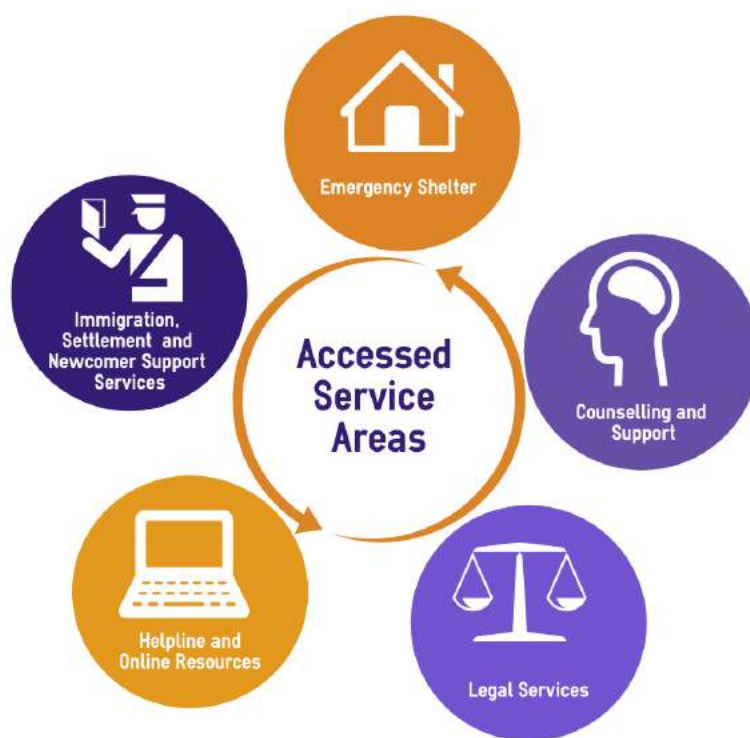 Emergency Shelter
Immigration,
Settlement and
Newcomer Support
Services
Accessed
Service
Areas
Counselling and
Support
Helpline and
Online Resources
Legal Services